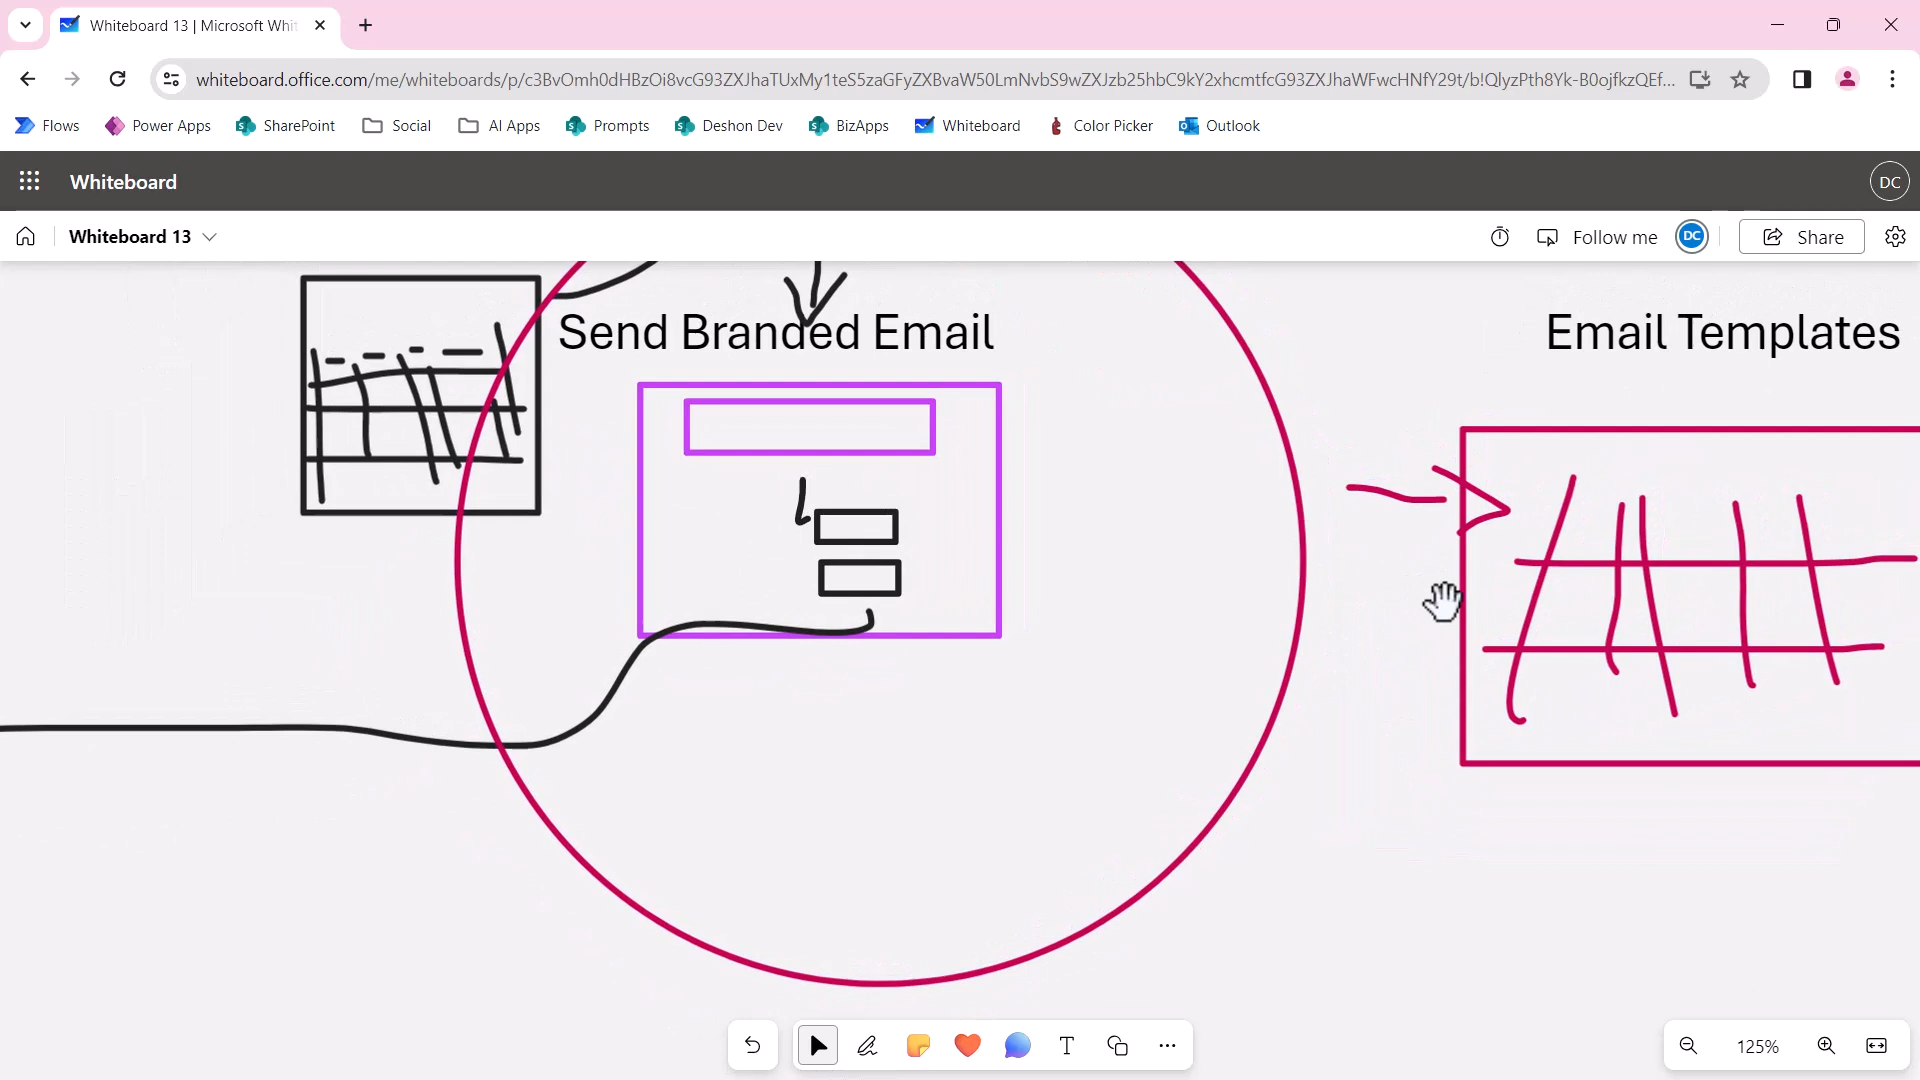 Whiteboard 13 | Microsoft Whit
whiteboard.office.com/me/whiteboards/p/c3BvOmh0dHBzOi8vcG93ZXJhaTUxMy1teS5zaGFyZXBvaW50LmNvbS9wZXJzb25hbC9kY2xhcmtfcG93ZXJhaWFwcHNfY29t/b!QlyzPth8Yk-B0ojfkzQEf...
Flows Power Apps SharePoint Social AI Apps Prompts Deshon Dev BizApps Whiteboard Color Picker Outlook
Whiteboard DC
Whiteboard 13 Follow me DC Share
Send Branded Email Email Templates
T 125%